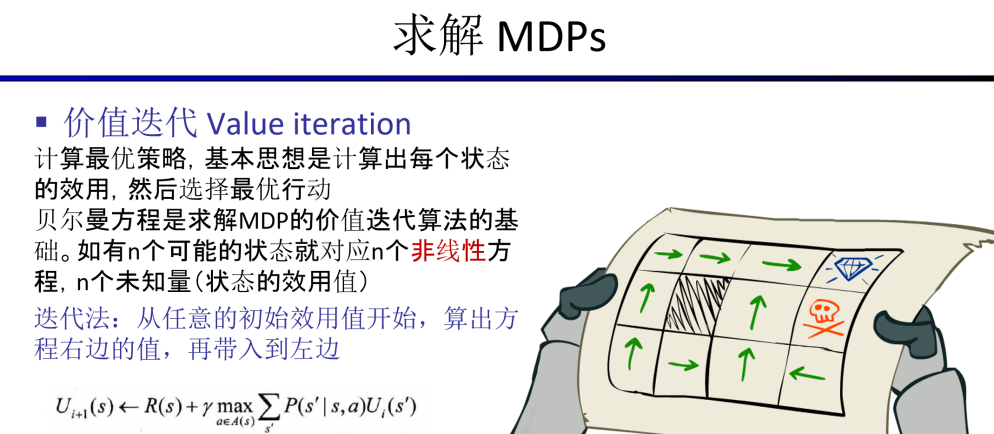 求解 MDPs
▪ 价值迭代 Value iteration
计算最优策略，基本思想是计算出每个状态
的效用，然后选择最优行动
贝尔曼方程是求解MDP的价值迭代算法的基
础。如有n个可能的状态就对应n个非线性方
程，n个未知量（状态的效用值）
迭代法：从任意的初始效用值开始，算出方
程右边的值，再带入到左边
U_{i+1}(s) ← R(s) + γ max_{a∈A(s)} ∑_{s'} P(s' | s, a)U_i(s')